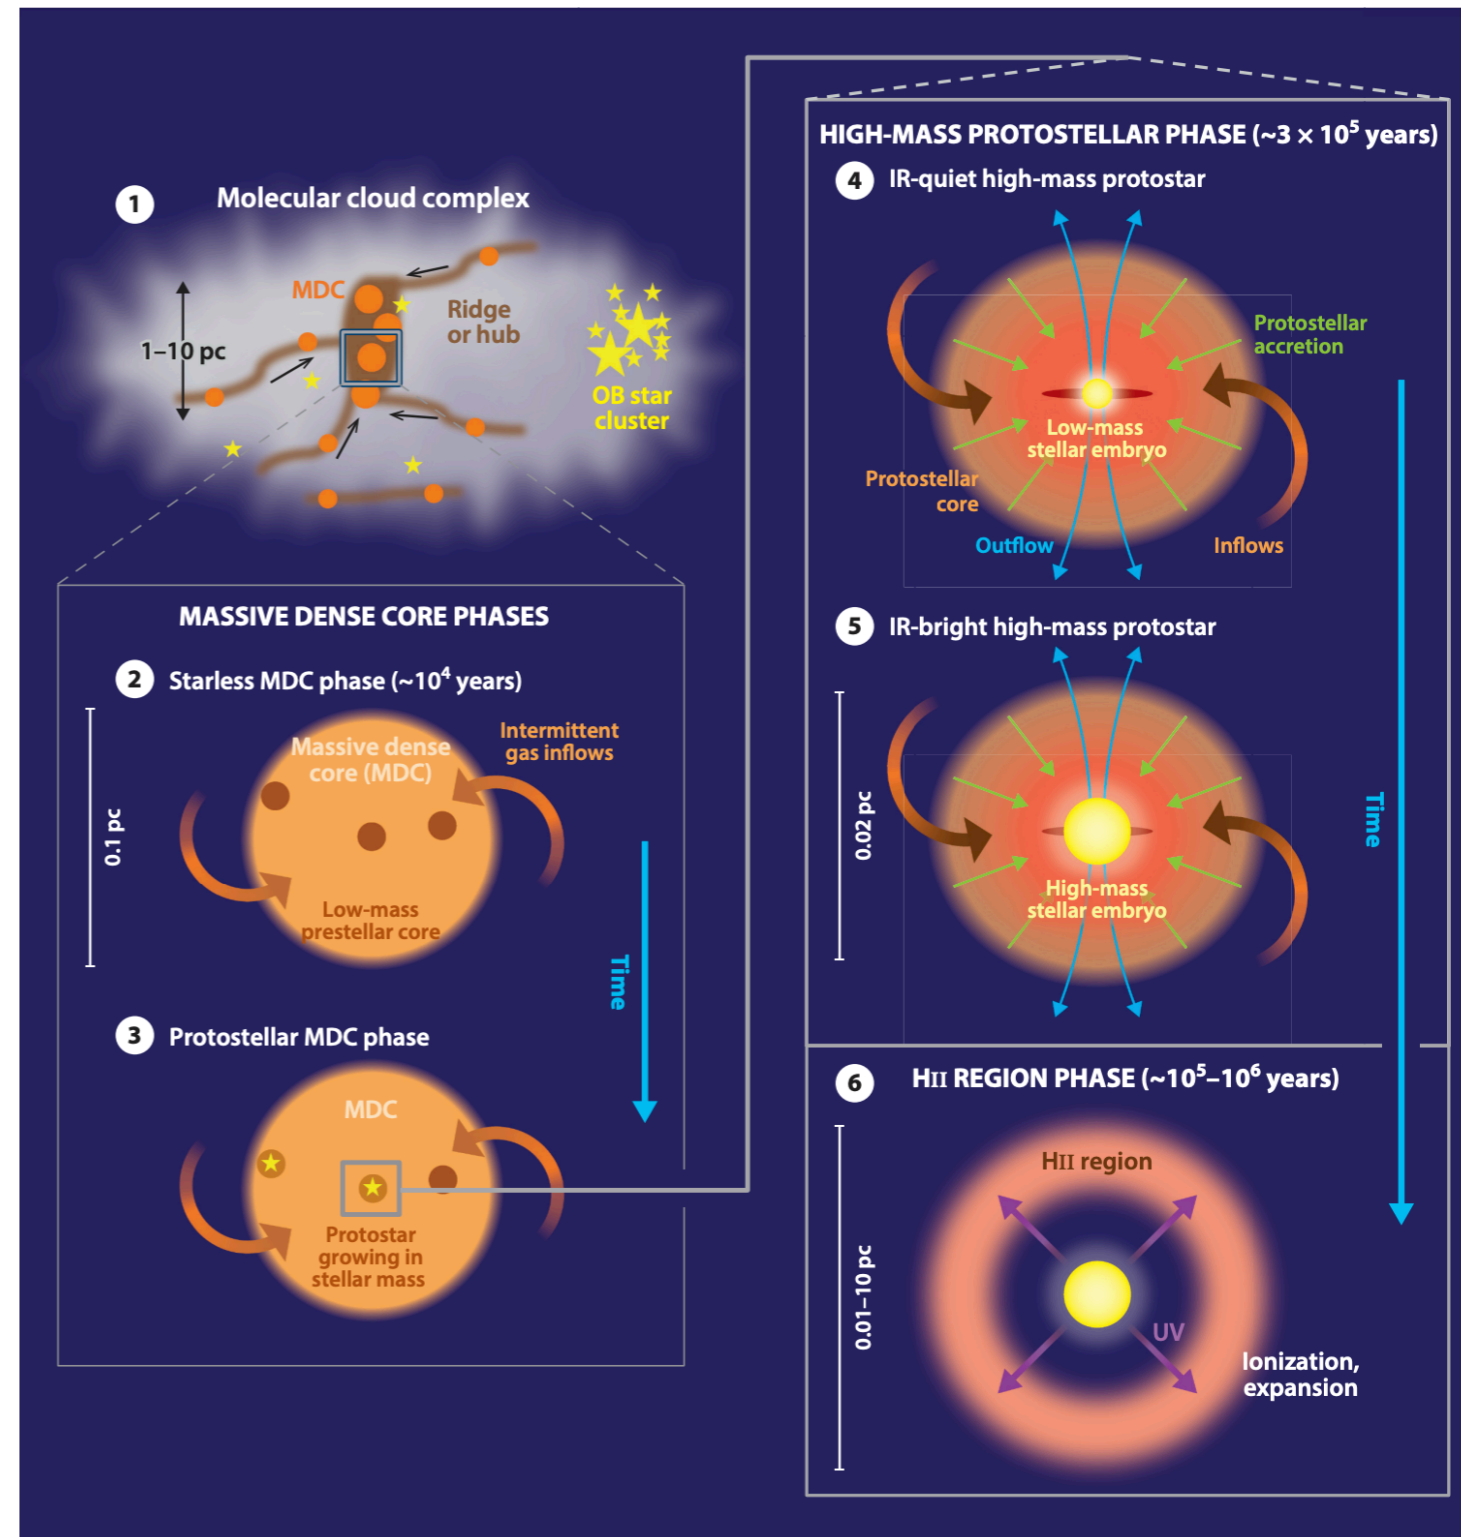 1 Molecular cloud complex
MDC
Ridge
or hub
1–10 pc
OB star
cluster
MASSIVE DENSE CORE PHASES
2 Starless MDC phase (~10⁴ years)
0.1 pc
Massive dense
core (MDC)
Intermittent
gas inflows
Low-mass
prestellar core
Time
3 Protostellar MDC phase
MDC
Protostar
growing in
stellar mass
HIGH-MASS PROTOSTELLAR PHASE (~3 × 10⁵ years)
4 IR-quiet high-mass protostar
Protostellar
accretion
Low-mass
stellar embryo
Protostellar
core
Outflow
Inflows
5 IR-bright high-mass protostar
0.02 pc
High-mass
stellar embryo
Time
6 HII REGION PHASE (~10⁵–10⁶ years)
HII region
0.01–10 pc
UV
Ionization,
expansion